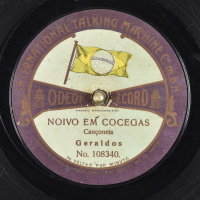 INTERNATIONAL TALKING MACHINE C.m.b.H.
ODEON RECORD
NOIVO EM COCEGAS
Cançoneta
Geraldos
No. 108340.